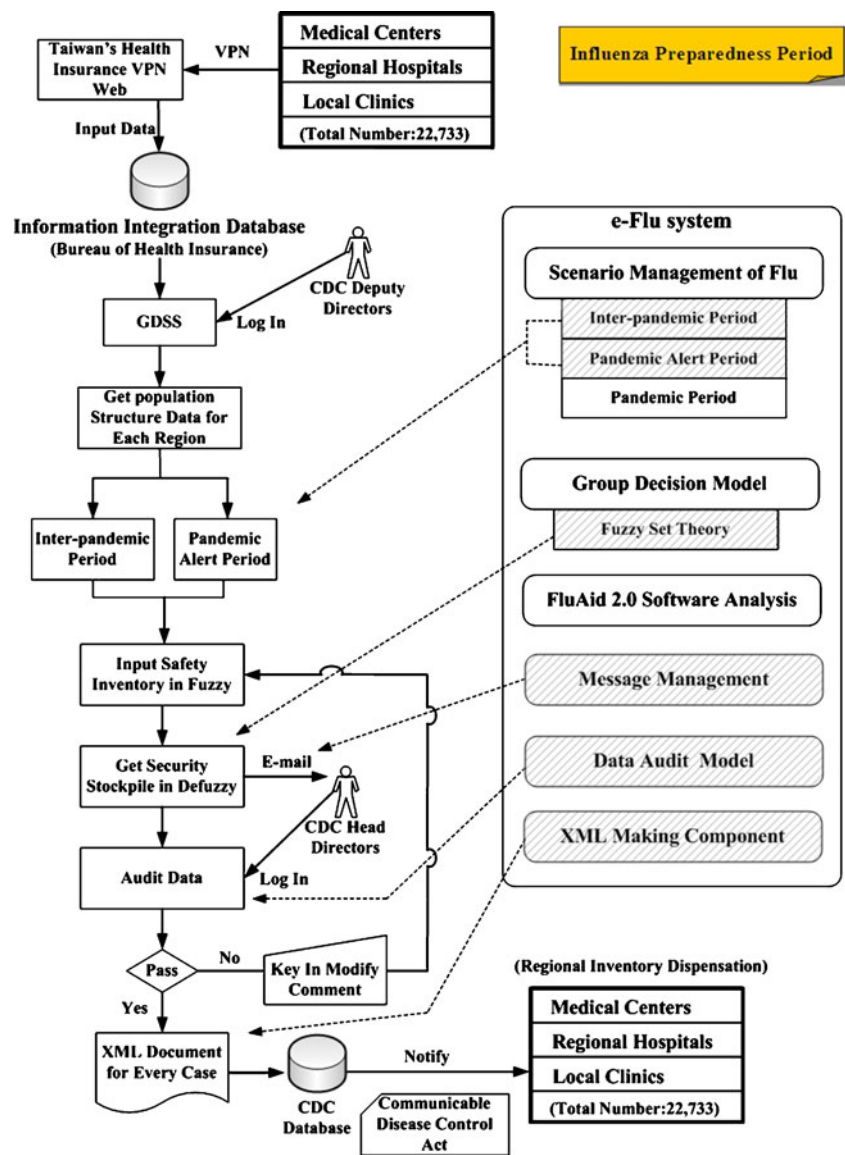 Taiwan's Health
Insurance VPN
Web
VPN
Medical Centers
Regional Hospitals
Local Clinics
(Total Number:22,733)
Influenza Preparedness Period
Input Data
Information Integration Database
(Bureau of Health Insurance)
CDC Deputy
Directors
GDSS
Log In
Get population
Structure Data for
Each Region
Inter-pandemic
Period
Pandemic
Alert Period
Input Safety
Inventory in Fuzzy
Get Security
Stockpile in Defuzzy
E-mail
CDC Head
Directors
Audit Data
Log In
Pass
No
Key In Modify
Comment
Yes
XML Document
for Every Case
CDC
Database
Notify
Communicable
Disease Control
Act
e-Flu system
Scenario Management of Flu
Inter-pandemic Period
Pandemic Alert Period
Pandemic Period
Group Decision Model
Fuzzy Set Theory
FluAid 2.0 Software Analysis
Message Management
Data Audit Model
XML Making Component
(Regional Inventory Dispensation)
Medical Centers
Regional Hospitals
Local Clinics
(Total Number:22,733)